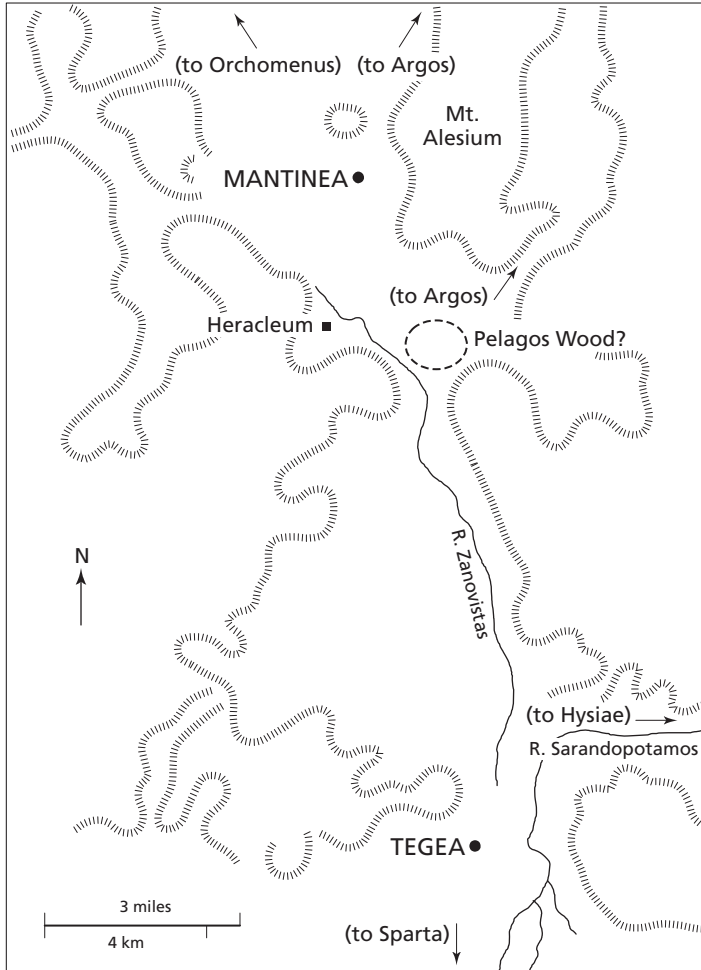 (to Orchomenus)
(to Argos)
Mt.
Alesium
MANTINEA
(to Argos)
Heracleum
Pelagos Wood?
N
R. Zanovistas
(to Hysiae)
R. Sarandopotamos
TEGEA
3 miles
4 km
(to Sparta)